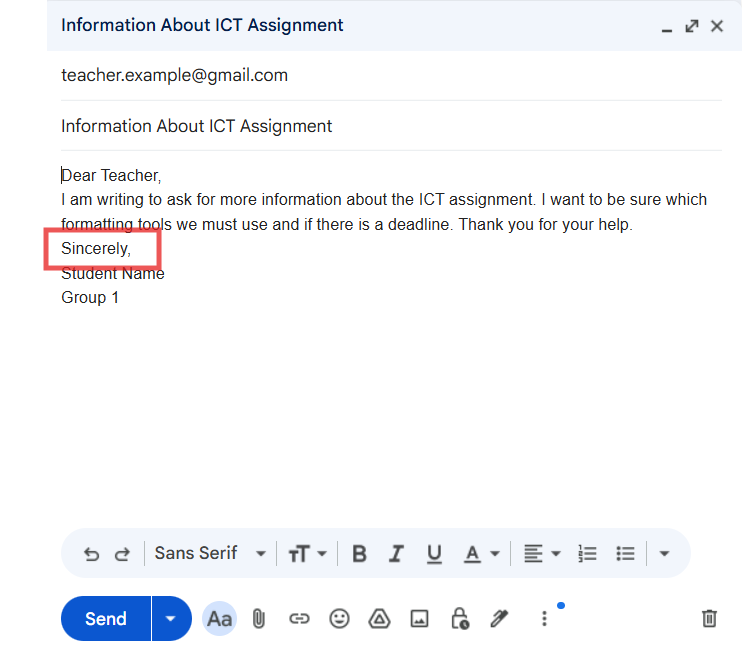 Information About ICT Assignment
teacher.example@gmail.com
Information About ICT Assignment
Dear Teacher,
I am writing to ask for more information about the ICT assignment. I want to be sure which
formatting tools we must use and if there is a deadline. Thank you for your help.
Sincerely,
Student Name
Group 1
Sans Serif
Send Aa